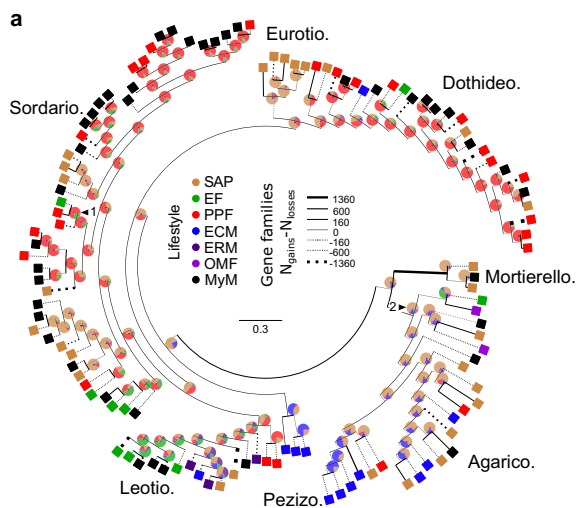 a
Eurotio.
Dothideo.
Sordario.
Lifestyle
SAP
EF
PPF
ECM
ERM
OMF
MyM
Gene families
Ngains-Nlosses
1360
600
160
0
-160
-600
-1360
1
2
0.3
Mortierello.
Agarico.
Pezizo.
Leotio.